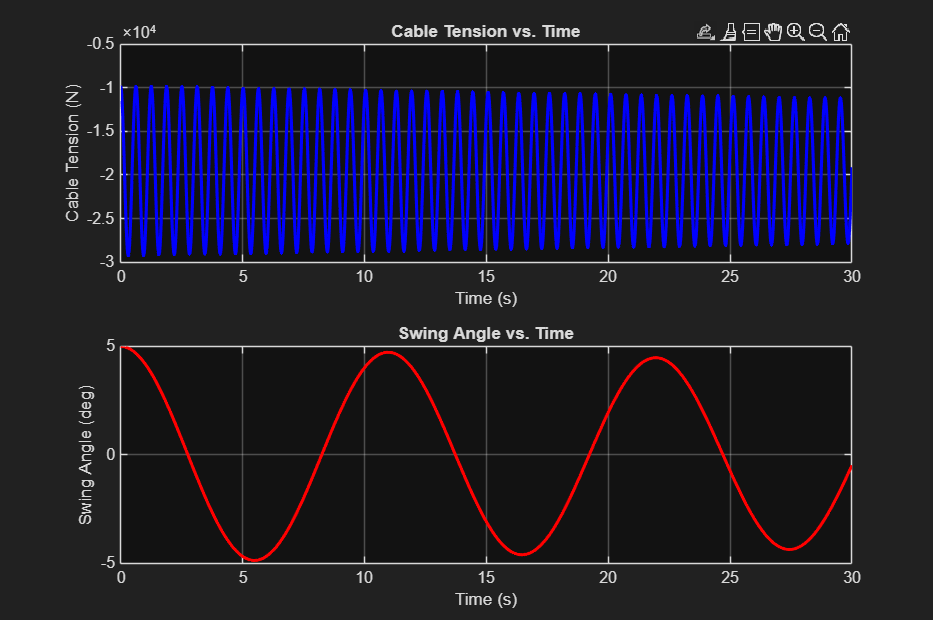 ×10⁴
Cable Tension vs. Time
-0.5
-1
-1.5
-2
-2.5
-3
Cable Tension (N)
0 5 10 15 20 25 30
Time (s)
Swing Angle vs. Time
5
0
-5
Swing Angle (deg)
0 5 10 15 20 25 30
Time (s)